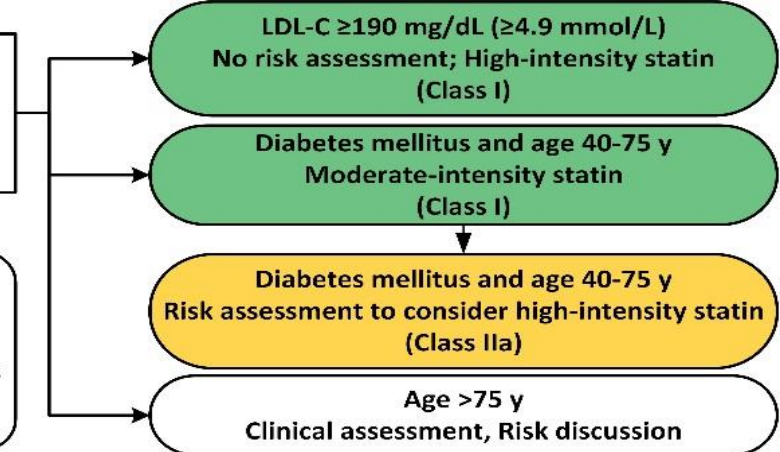 LDL-C ≥190 mg/dL (≥4.9 mmol/L)
No risk assessment; High-intensity statin
(Class I)
Diabetes mellitus and age 40-75 y
Moderate-intensity statin
(Class I)
Diabetes mellitus and age 40-75 y
Risk assessment to consider high-intensity statin
(Class IIa)
Age >75 y
Clinical assessment, Risk discussion